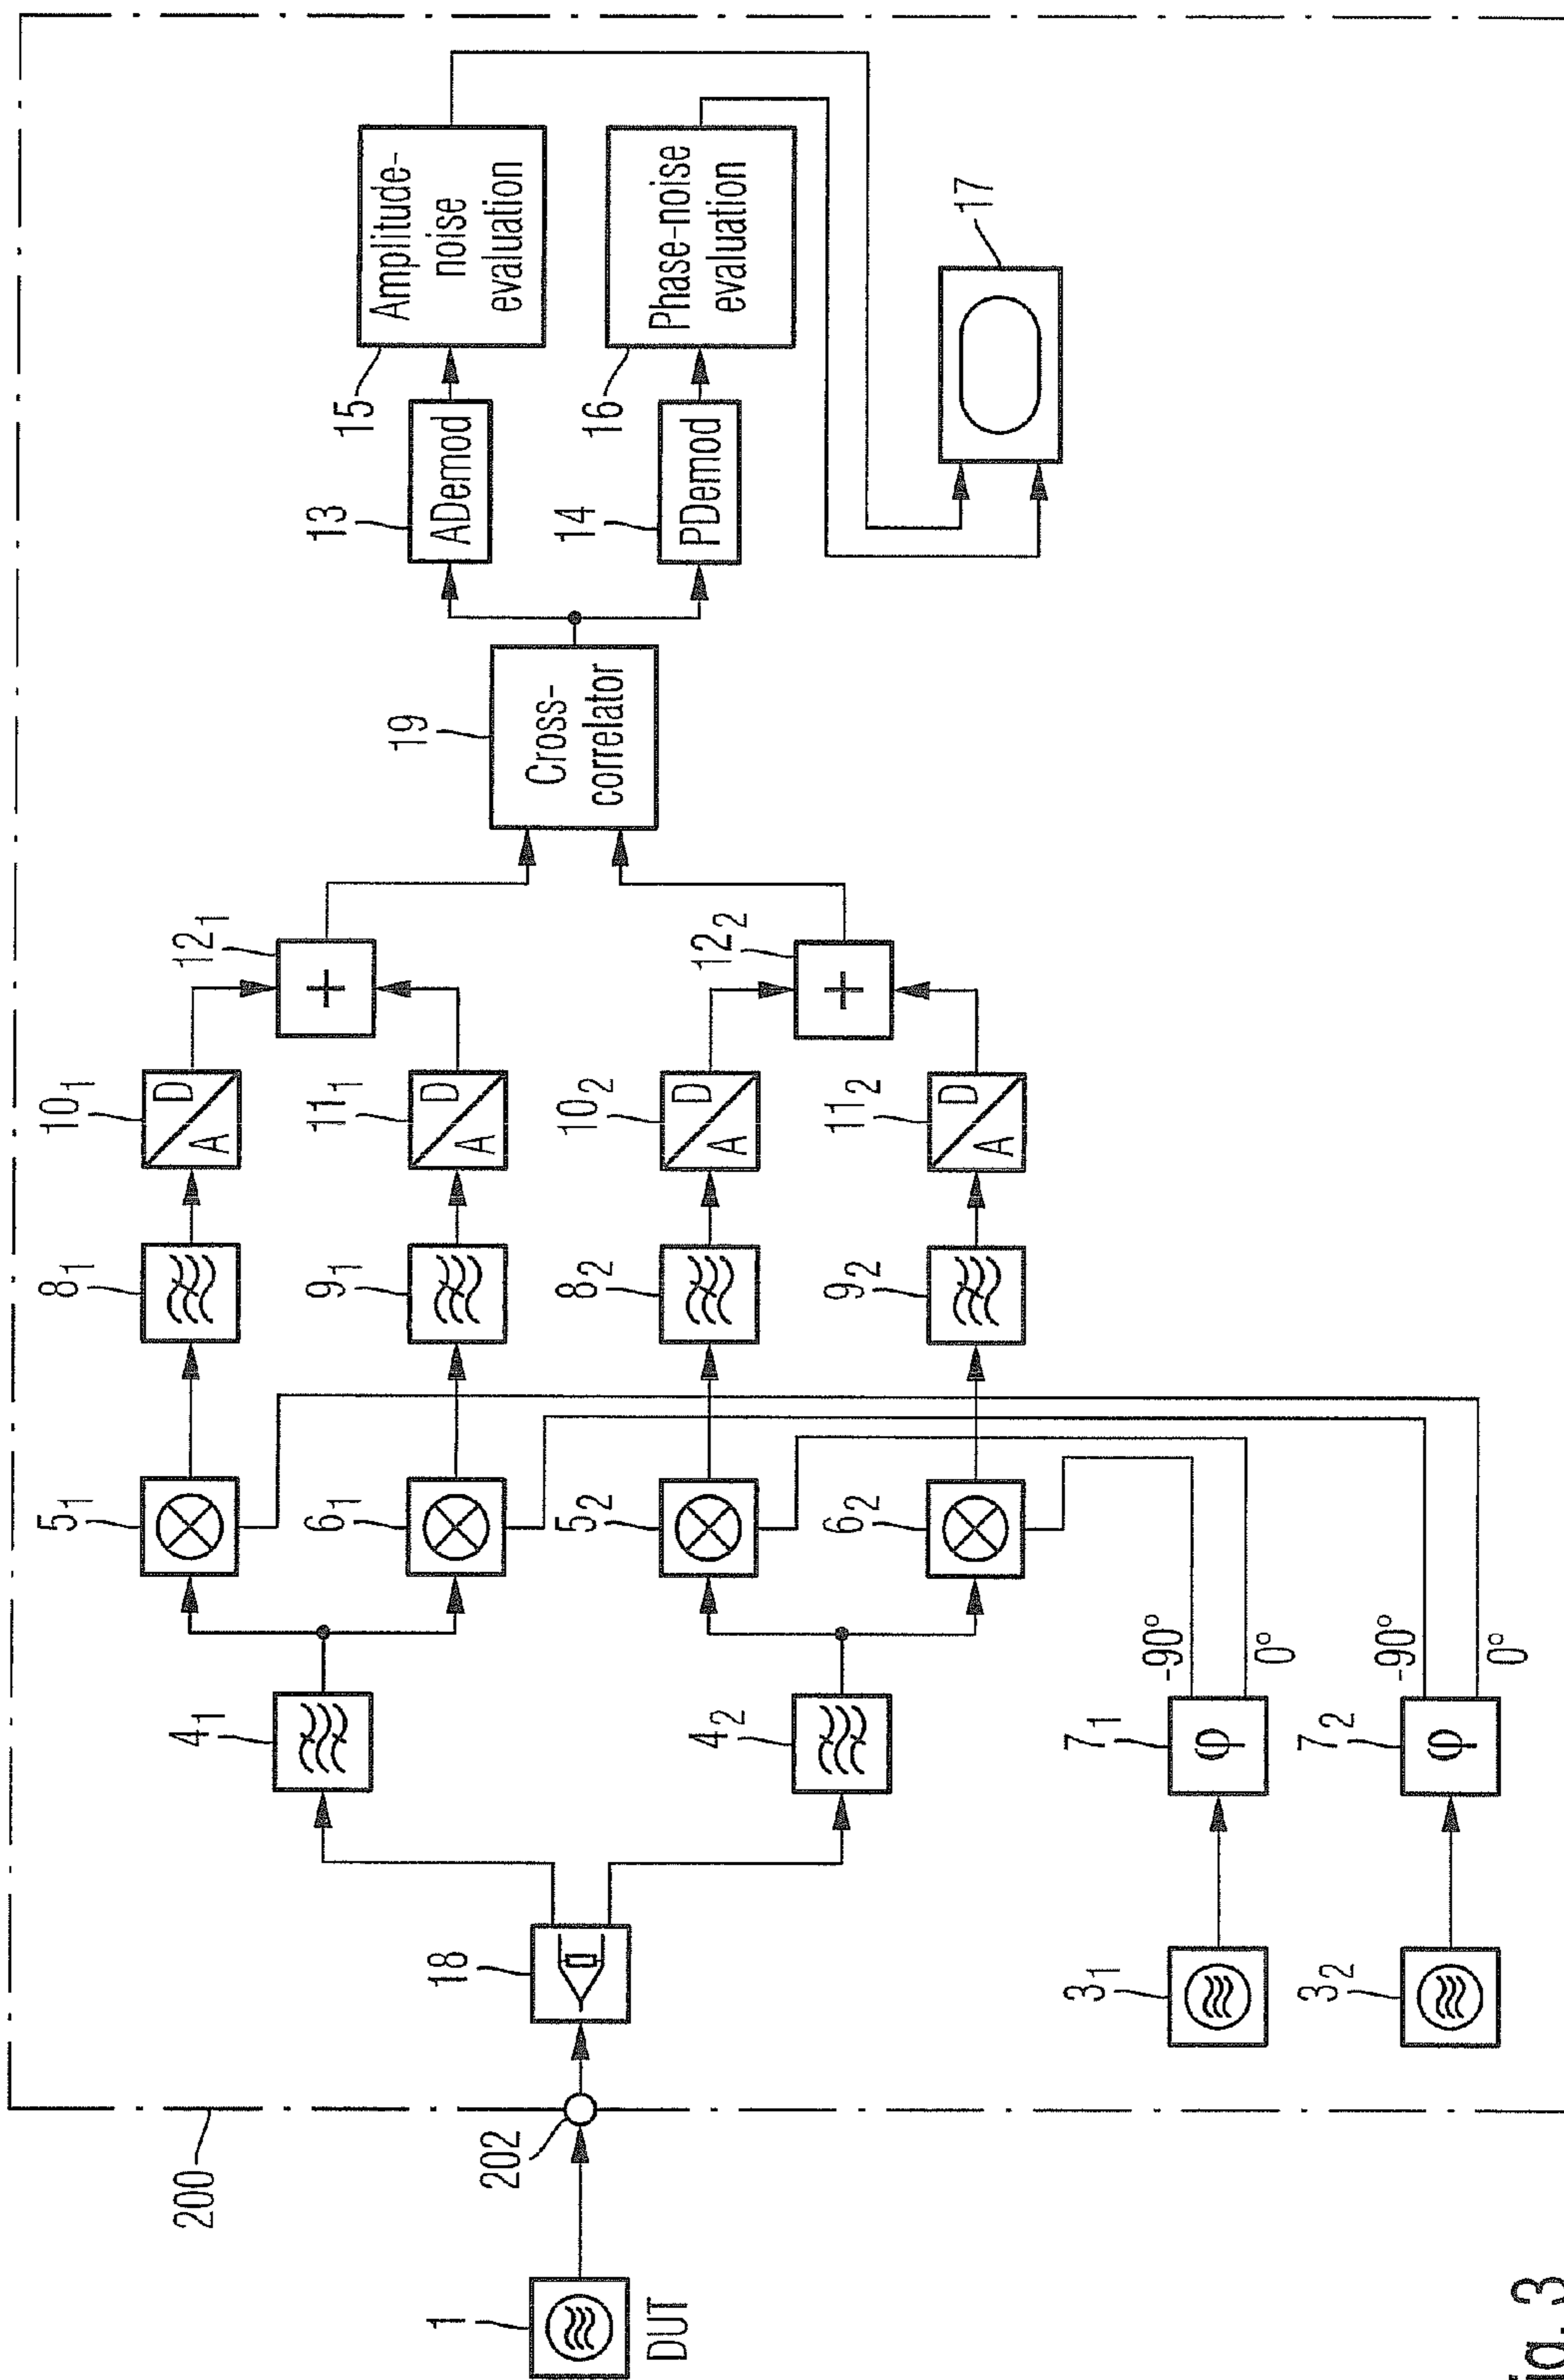 200
1
DUT
202
18
4₁
4₂
3₁
3₂
7₁
φ
-90°
0°
7₂
φ
-90°
0°
5₁
6₁
5₂
6₂
8₁
9₁
8₂
9₂
10₁
A
D
11₁
A
D
10₂
A
D
11₂
A
D
12₁
+
12₂
+
19
Cross-
correlator
13
ADemod
14
PDemod
15
Amplitude-
noise
evaluation
16
Phase-noise
evaluation
17
ig. 3